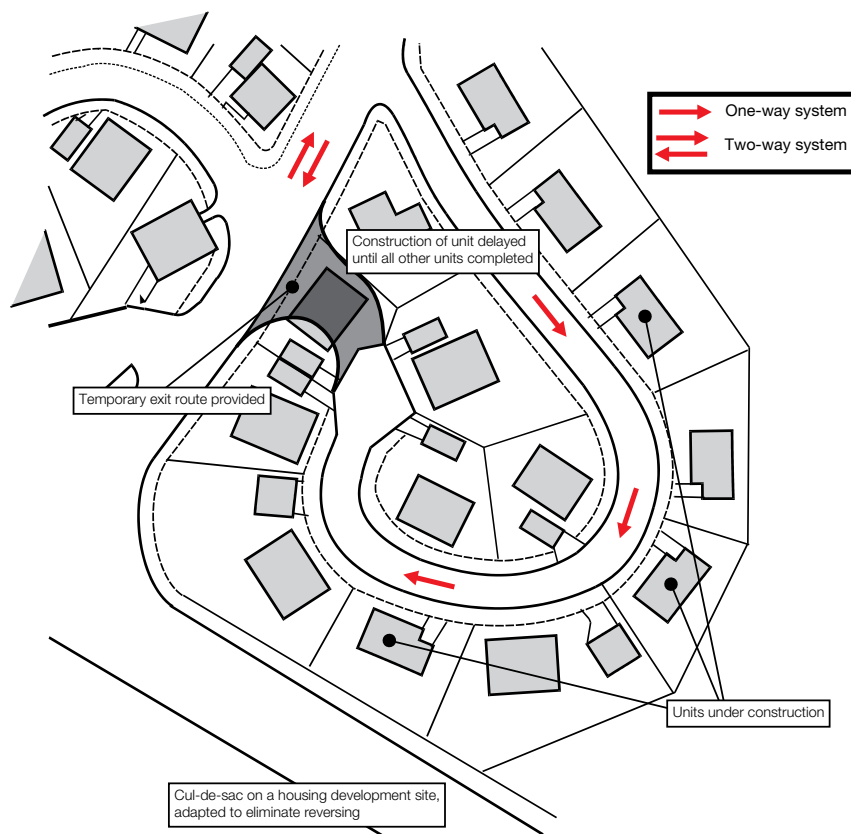 One-way system
Two-way system
Construction of unit delayed
until all other units completed
Temporary exit route provided
Units under construction
Cul-de-sac on a housing development site,
adapted to eliminate reversing